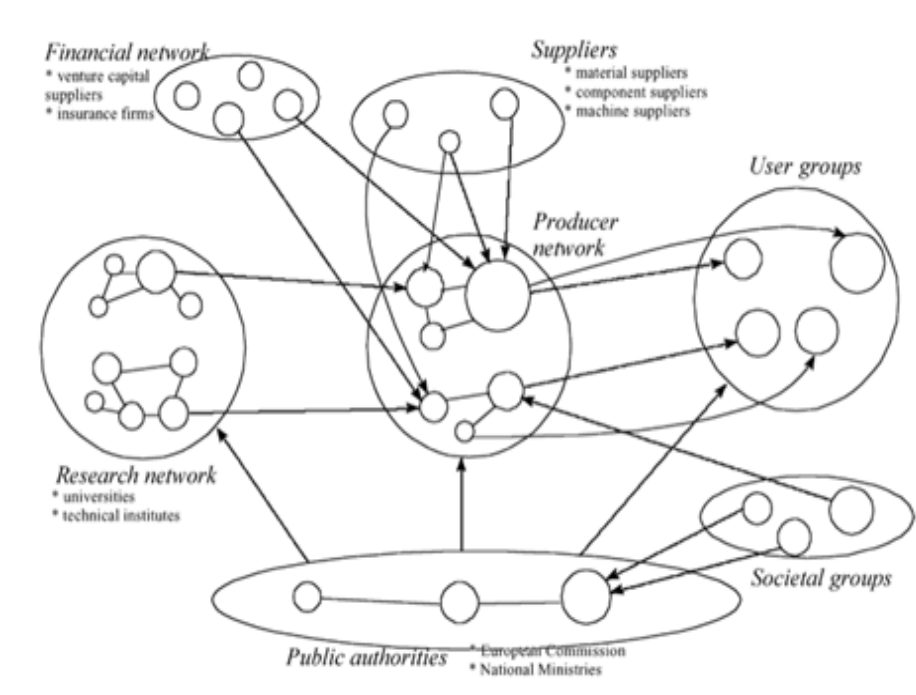 Financial network
* venture capital
suppliers
* insurance firms
Suppliers
* material suppliers
* component suppliers
* machine suppliers
User groups
Producer
network
Research network
* universities
* technical institutes
Societal groups
Public authorities
* European Commission
* National Ministries